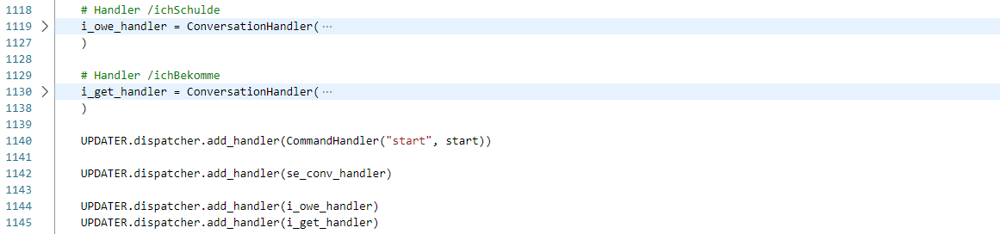 1118 # Handler /ichSchulde
1119 i_owe_handler = ConversationHandler( ···
1127 )
1128
1129 # Handler /ichBekomme
1130 i_get_handler = ConversationHandler( ···
1138 )
1139
1140 UPDATER.dispatcher.add_handler(CommandHandler("start", start))
1141
1142 UPDATER.dispatcher.add_handler(se_conv_handler)
1143
1144 UPDATER.dispatcher.add_handler(i_owe_handler)
1145 UPDATER.dispatcher.add_handler(i_get_handler)